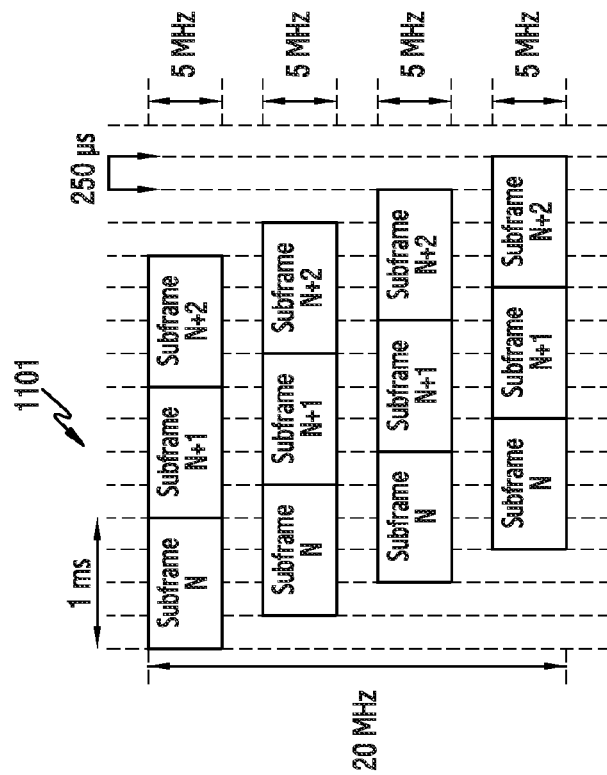 1101
1 ms
250 µs
20 MHz
Subframe
N
Subframe
N+1
Subframe
N+2
5 MHz
Subframe
N
Subframe
N+1
Subframe
N+2
5 MHz
Subframe
N
Subframe
N+1
Subframe
N+2
5 MHz
Subframe
N
Subframe
N+1
Subframe
N+2
5 MHz